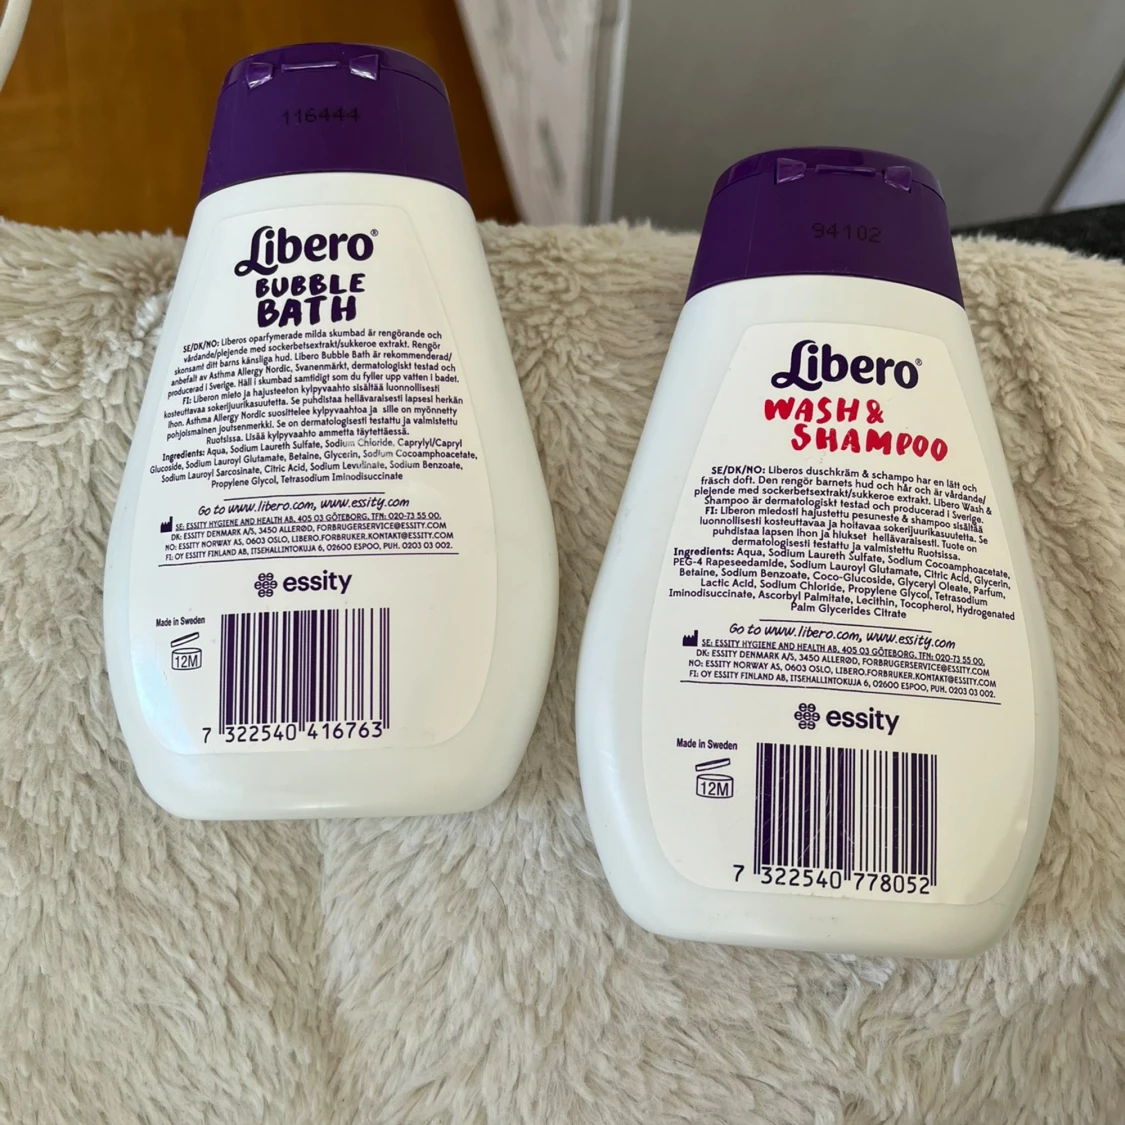 116444
Libero®
BUBBLE
BATH
SE/DK/NO: Liberos oparfymerade milda skumbad är rengörande och
vårdande/plejende med sockerbetsextrakt/sukkeroe extrakt. Rengör
skonsamt ditt barns känsliga hud. Libero Bubble Bath är rekommenderad/
anbefalt av Asthma Allergy Nordic, Svanenmärkt, dermatologiskt testad och
producerad i Sverige. Häll i skumbad samtidigt som du fyller upp vatten i badet.
FI: Liberon mieto ja hajusteeton kylpyvaahto sisältää luonnollisesti
kosteuttavaa sokerijuurikasuutetta. Se puhdistaa hellävaraisesti lapsesi herkän
ihon. Asthma Allergy Nordic suosittelee kylpyvaahtoa ja sille on myönnetty
pohjoismainen joutsenmerkki. Se on dermatologisesti testattu ja valmistettu
Ruotsissa. Lisää kylpyvaahto ammetta täytettäessä.
Ingredients: Aqua, Sodium Laureth Sulfate, Sodium Chloride, Caprylyl/Capryl
Glucoside, Sodium Lauroyl Glutamate, Betaine, Glycerin, Sodium Cocoamphoacetate,
Sodium Lauroyl Sarcosinate, Citric Acid, Sodium Levulinate, Sodium Benzoate,
Propylene Glycol, Tetrasodium Iminodisuccinate
Go to www.libero.com, www.essity.com
SE: ESSITY HYGIENE AND HEALTH AB, 405 03 GÖTEBORG, TFN: 020-73 55 00,
DK: ESSITY DENMARK A/S, 3450 ALLERØD, FORBRUGERSERVICE@ESSITY.COM
NO: ESSITY NORWAY AS, 0603 OSLO, LIBERO.FORBRUKER.KONTAKT@ESSITY.COM
FI: OY ESSITY FINLAND AB, ITSEHALLINTOKUJA 6, 02600 ESPOO, PUH. 0203 03 002.
essity
Made in Sweden
12M
7 322540 416763
94102
Libero®
WASH &
SHAMPOO
SE/DK/NO: Liberos duschkräm & schampo har en lätt och
fräsch doft. Den rengör barnets hud och hår och är vårdande/
plejende med sockerbetsextrakt/sukkeroe extrakt. Libero Wash &
Shampoo är dermatologiskt testad och producerad i Sverige.
FI: Liberon miedosti hajustettu pesuneste & shampoo sisältää
luonnollisesti kosteuttavaa ja hoitavaa sokerijuurikasuutetta. Se
puhdistaa lapsen ihon ja hiukset hellävaraisesti. Tuote on
dermatologisesti testattu ja valmistettu Ruotsissa.
Ingredients: Aqua, Sodium Laureth Sulfate, Sodium Cocoamphoacetate,
PEG-4 Rapeseedamide, Sodium Lauroyl Glutamate, Citric Acid, Glycerin,
Betaine, Sodium Benzoate, Coco-Glucoside, Glyceryl Oleate, Parfum,
Lactic Acid, Sodium Chloride, Propylene Glycol, Tetrasodium
Iminodisuccinate, Ascorbyl Palmitate, Lecithin, Tocopherol, Hydrogenated
Palm Glycerides Citrate
Go to www.libero.com, www.essity.com
SE: ESSITY HYGIENE AND HEALTH AB, 405 03 GÖTEBORG, TFN: 020-73 55 00,
DK: ESSITY DENMARK A/S, 3450 ALLERØD, FORBRUGERSERVICE@ESSITY.COM
NO: ESSITY NORWAY AS, 0603 OSLO, LIBERO.FORBRUKER.KONTAKT@ESSITY.COM
FI: OY ESSITY FINLAND AB, ITSEHALLINTOKUJA 6, 02600 ESPOO, PUH. 0203 03 002.
essity
Made in Sweden
12M
7 322540 778052